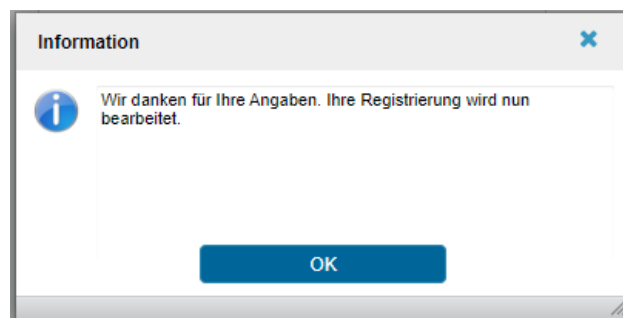 Information
Wir danken für Ihre Angaben. Ihre Registrierung wird nun
bearbeitet.
OK